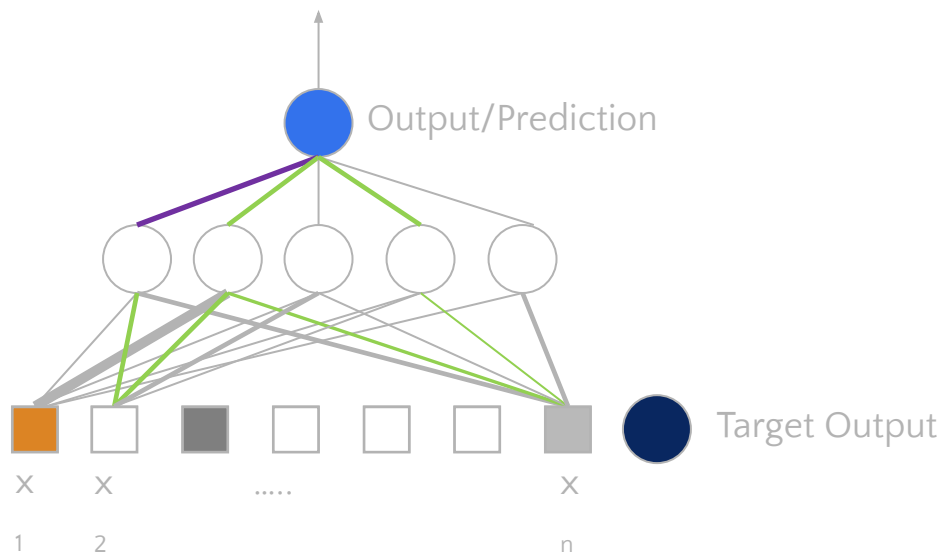 Output/Prediction
Target Output
X X ..... X
1 2 n